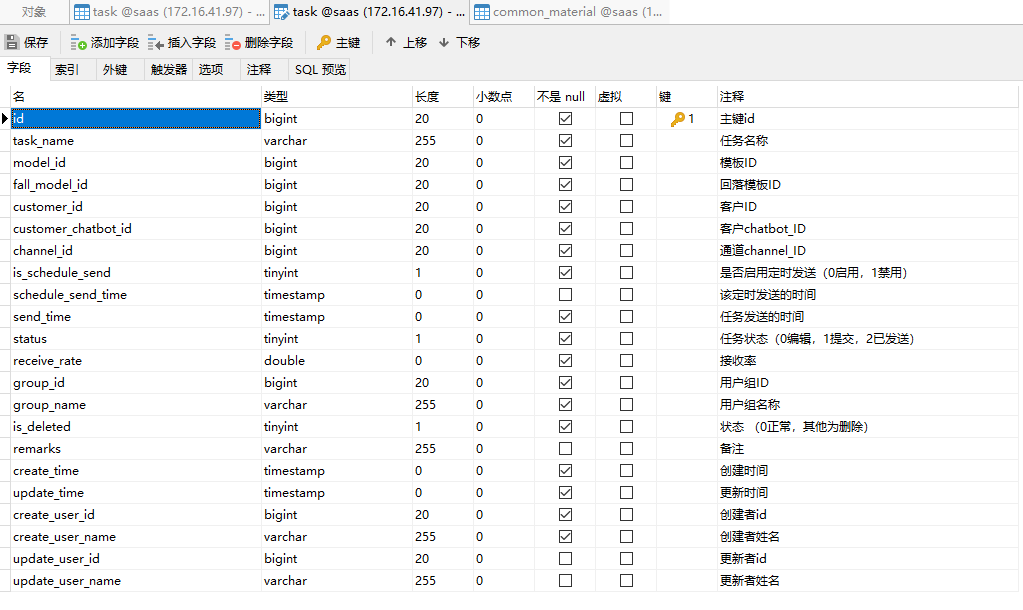 对象 task @saas (172.16.41.97) - ... task @saas (172.16.41.97) - ... common_material @saas (1...
保存 添加字段 插入字段 删除字段 主键 上移 下移
字段 索引 外键 触发器 选项 注释 SQL 预览
名 类型 长度 小数点 不是 null 虚拟 键 注释
id bigint 20 0 1 主键id
task_name varchar 255 0 任务名称
model_id bigint 20 0 模板ID
fall_model_id bigint 20 0 回落模板ID
customer_id bigint 20 0 客户ID
customer_chatbot_id bigint 20 0 客户chatbot_ID
channel_id bigint 20 0 通道channel_ID
is_schedule_send tinyint 1 0 是否启用定时发送（0启用，1禁用）
schedule_send_time timestamp 0 0 该定时发送的时间
send_time timestamp 0 0 任务发送的时间
status tinyint 1 0 任务状态（0编辑，1提交，2已发送）
receive_rate double 0 0 接收率
group_id bigint 20 0 用户组ID
group_name varchar 255 0 用户组名称
is_deleted tinyint 1 0 状态 （0正常，其他为删除）
remarks varchar 255 0 备注
create_time timestamp 0 0 创建时间
update_time timestamp 0 0 更新时间
create_user_id bigint 20 0 创建者id
create_user_name varchar 255 0 创建者姓名
update_user_id bigint 20 0 更新者id
update_user_name varchar 255 0 更新者姓名